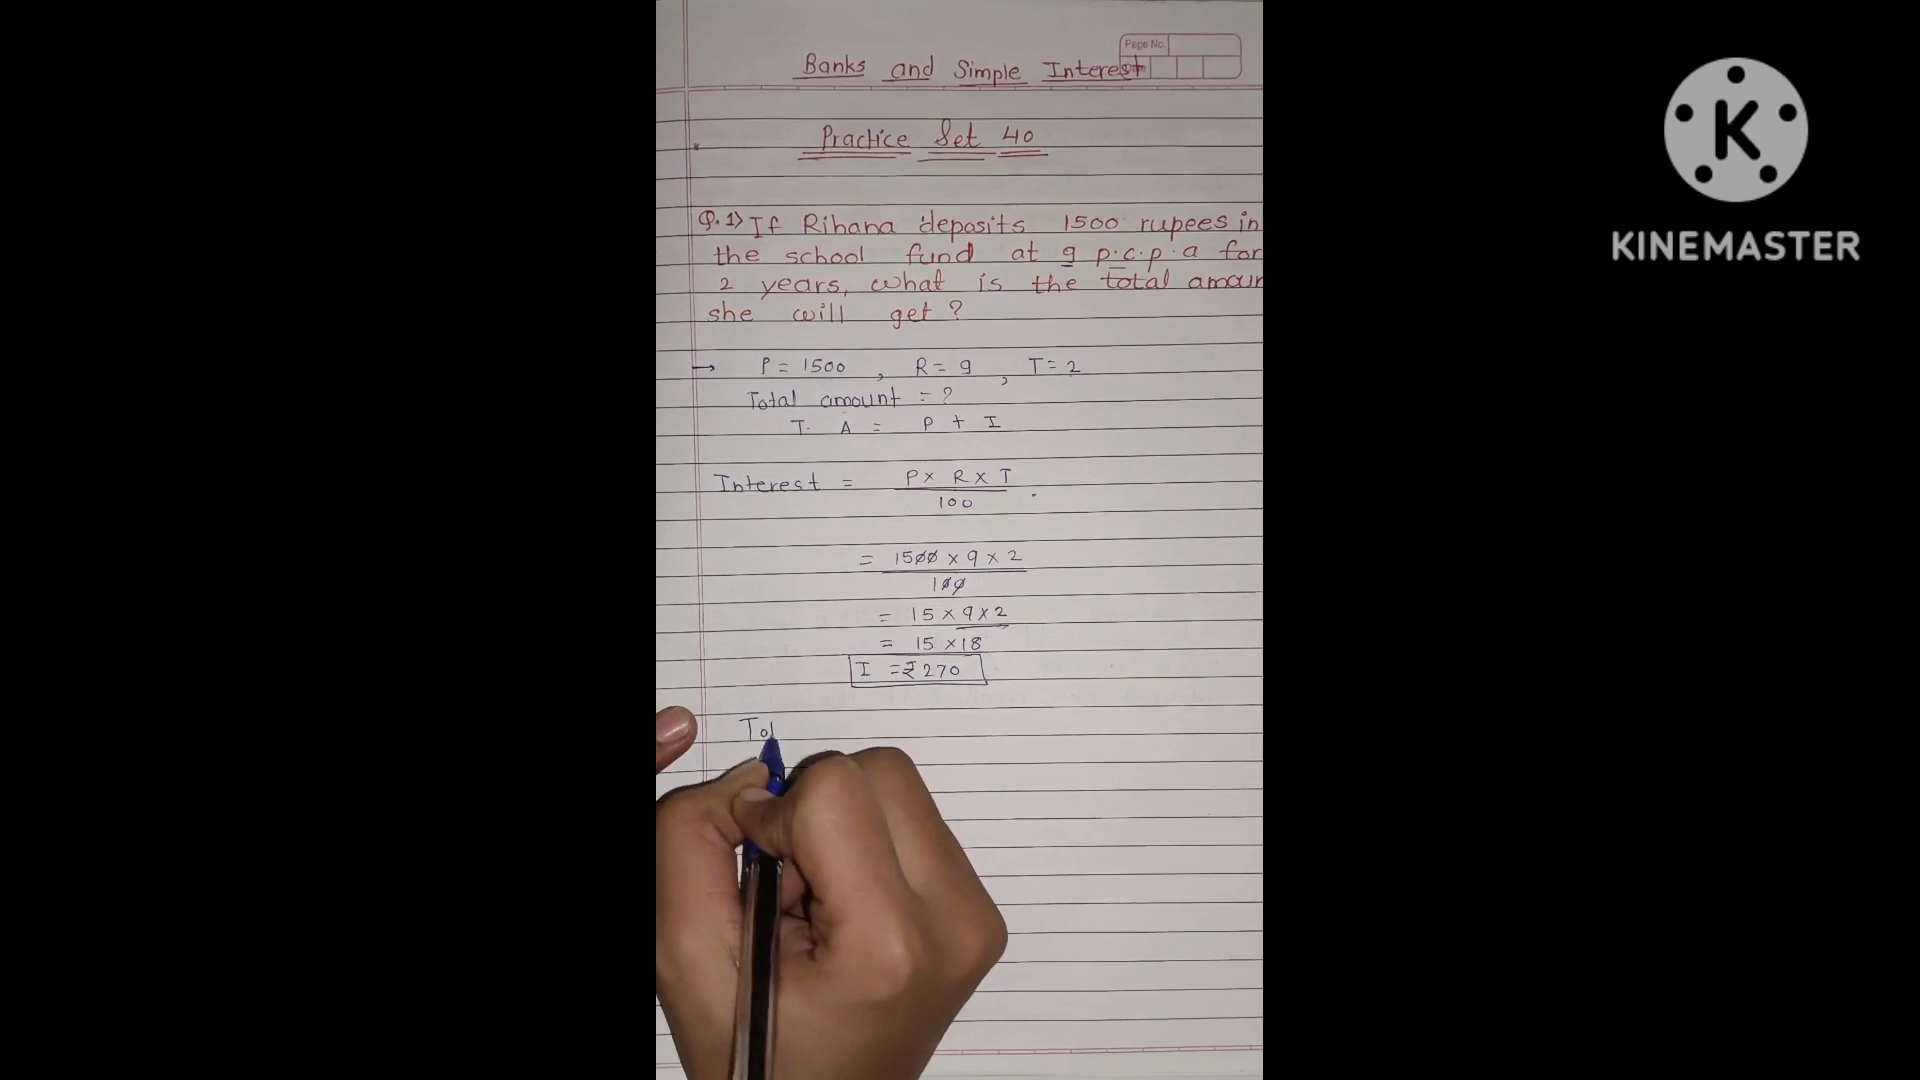 Page No.
Banks and Simple Interest
Practice Set 40
Q.1) If Rihana deposits 1500 rupees in
the school fund at 9 p.c.p.a for
2 years, what is the total amoun
she will get ?
→ P = 1500 , R = 9 , T = 2
Total amount = ?
T. A = P + I
Interest = P × R × T
100
= 1500 × 9 × 2
100
= 15 × 9 × 2
= 15 × 18
I = ₹ 270
Tot
KINEMASTER